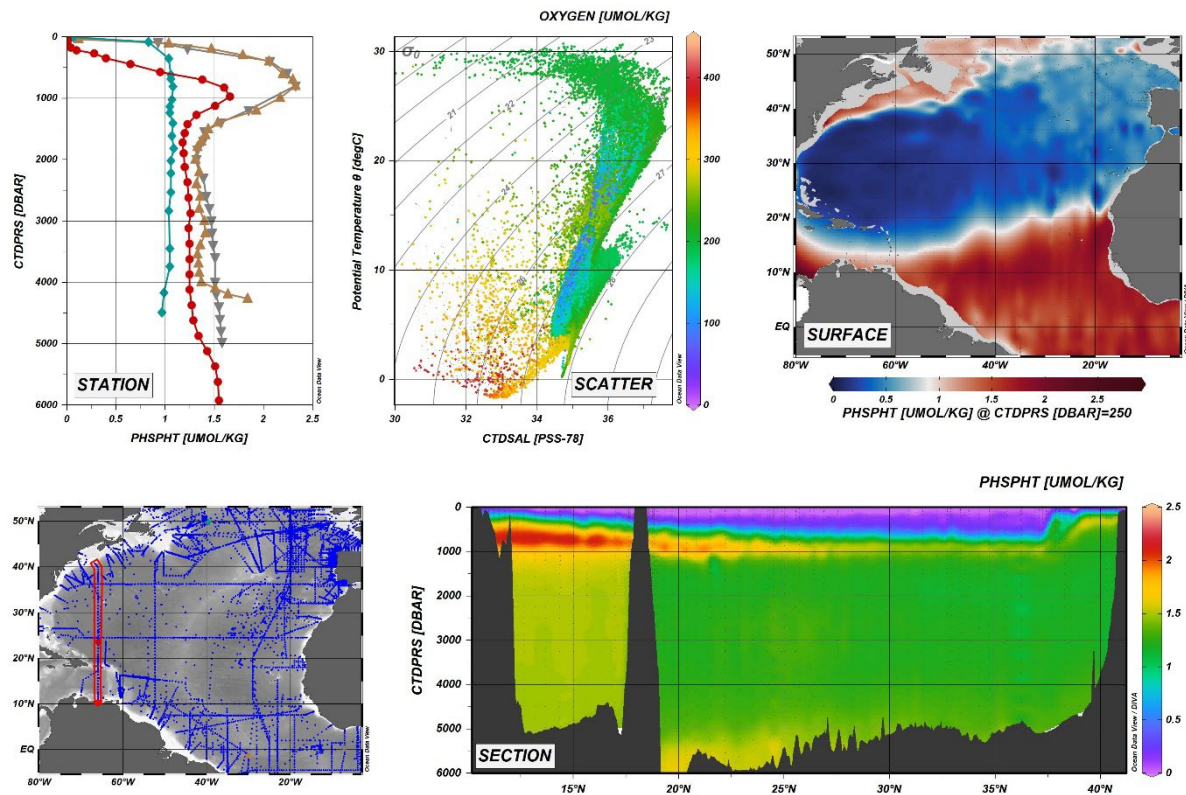 0
1000
2000
3000
4000
5000
6000
CTDPRS [DBAR]
STATION
Ocean Data View
0 0.5 1 1.5 2 2.5
PHSPHT [UMOL/KG]
OXYGEN [UMOL/KG]
σ0
30
20
10
0
Potential Temperature θ [degC]
21
22
23
24
25
26
27
28
SCATTER
Ocean Data View
30 32 34 36
CTDSAL [PSS-78]
400
300
200
100
0
50°N
40°N
30°N
20°N
10°N
EQ
SURFACE
80°W 60°W 40°W 20°W
0 0.5 1 1.5 2 2.5
PHSPHT [UMOL/KG] @ CTDPRS [DBAR]=250
50°N
40°N
30°N
20°N
10°N
EQ
80°W 60°W 40°W 20°W
Ocean Data View
PHSPHT [UMOL/KG]
0
1000
2000
3000
4000
5000
6000
CTDPRS [DBAR]
SECTION
Ocean Data View / DIVA
15°N 20°N 25°N 30°N 35°N 40°N
2.5
2
1.5
1
0.5
0